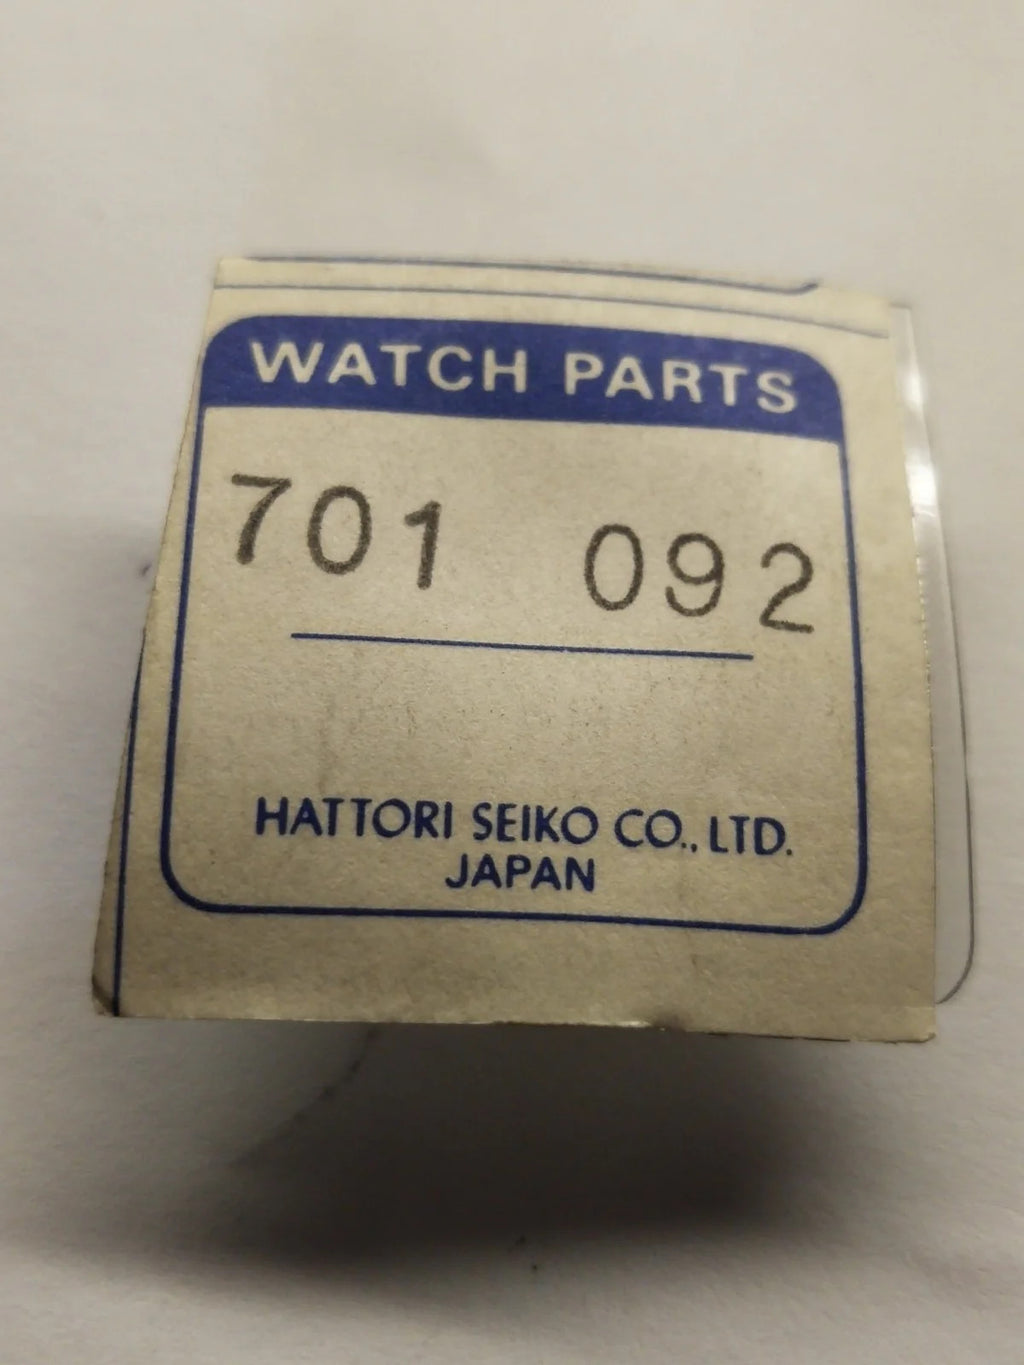 WATCH PARTS
701 092
HATTORI SEIKO CO., LTD.
JAPAN